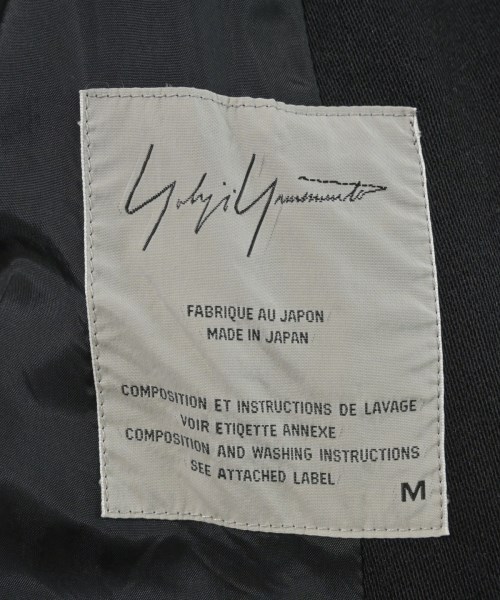 Yohji Yamamoto
FABRIQUE AU JAPON
MADE IN JAPAN
COMPOSITION ET INSTRUCTIONS DE LAVAGE
VOIR ETIQETTE ANNEXE
COMPOSITION AND WASHING INSTRUCTIONS
SEE ATTACHED LABEL
M